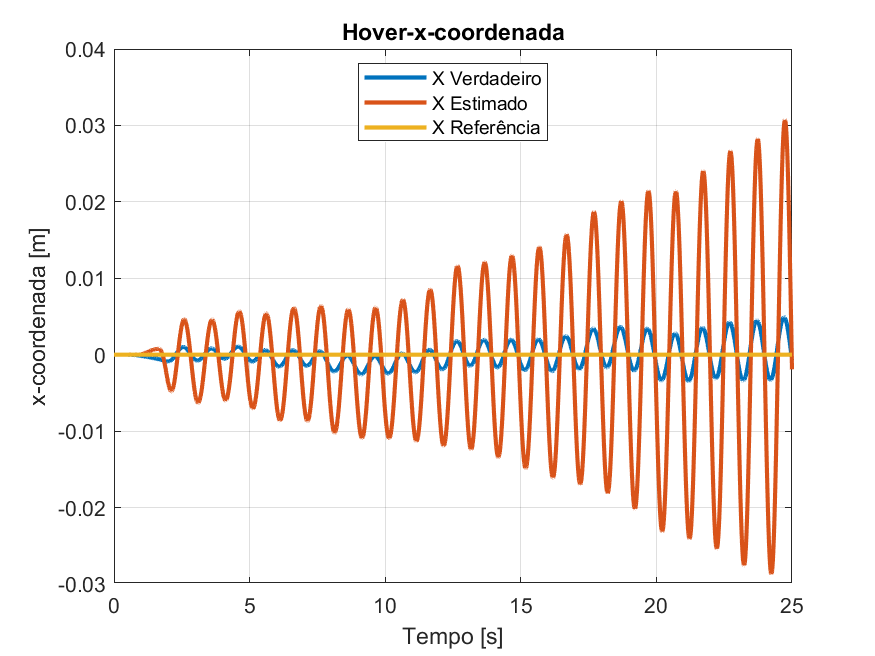 Hover-x-coordenada
X Verdadeiro
X Estimado
X Referência
0.04
0.03
0.02
0.01
0
-0.01
-0.02
-0.03
x-coordenada [m]
0 5 10 15 20 25
Tempo [s]